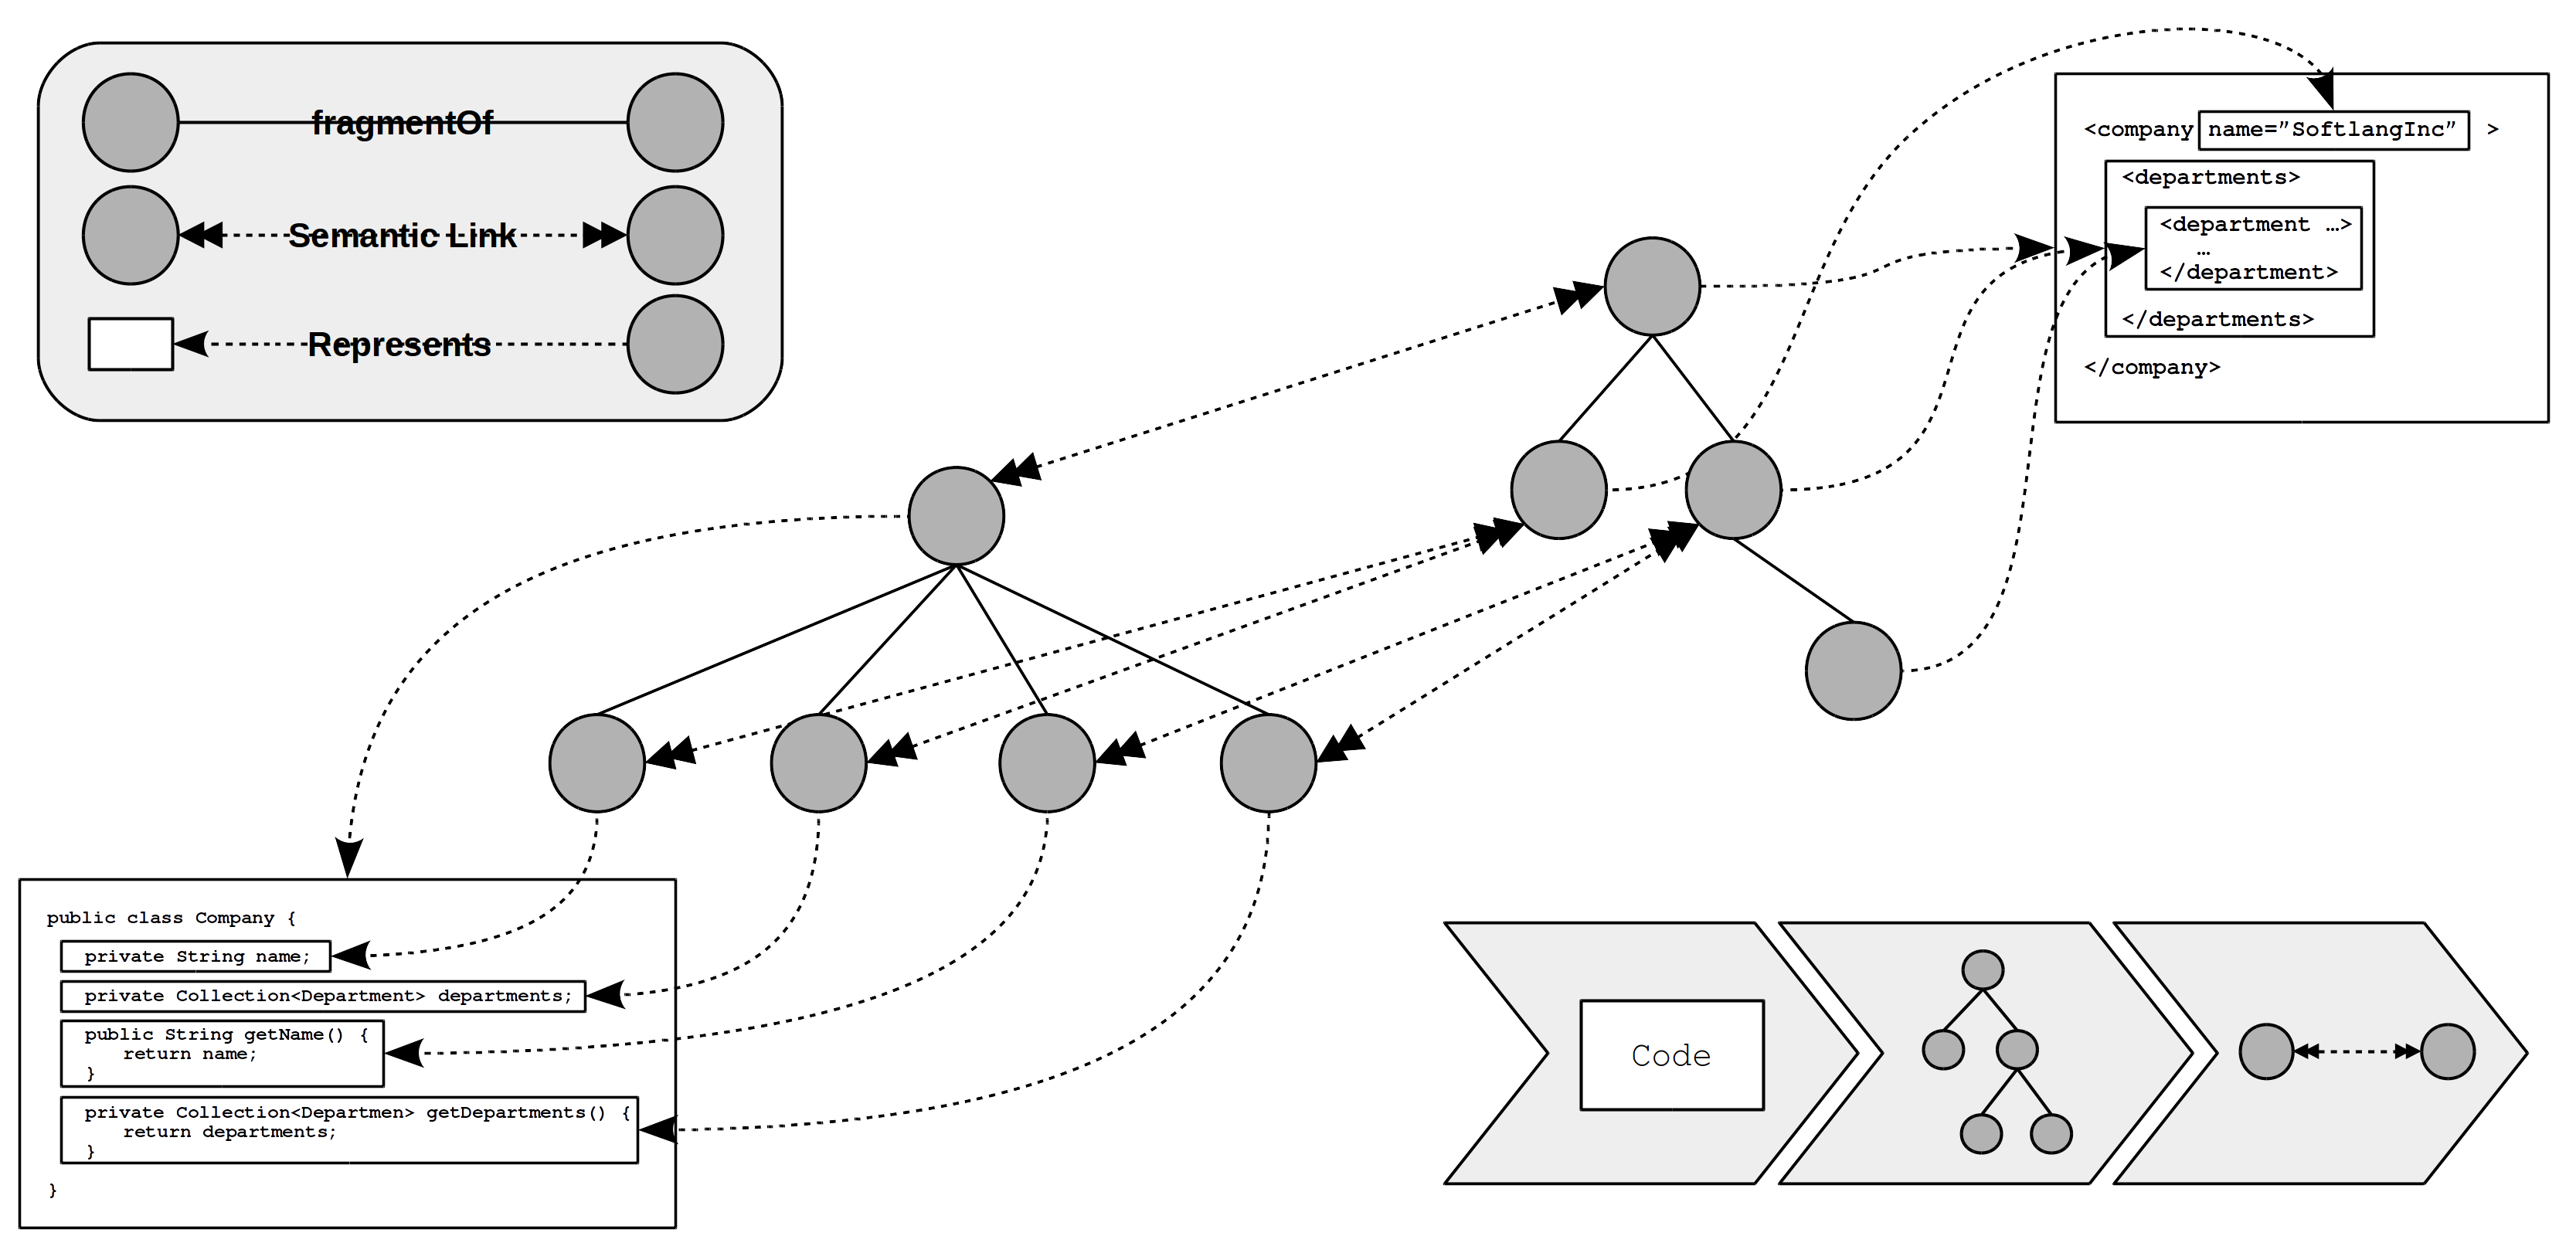 fragmentOf
Semantic Link
Represents
<company name=”SoftlangInc” >
<departments>
<department …>
…
</department>
</departments>
</company>
public class Company {
private String name;
private Collection<Department> departments;
public String getName() {
return name;
}
private Collection<Departmen> getDepartments() {
return departments;
}
}
Code